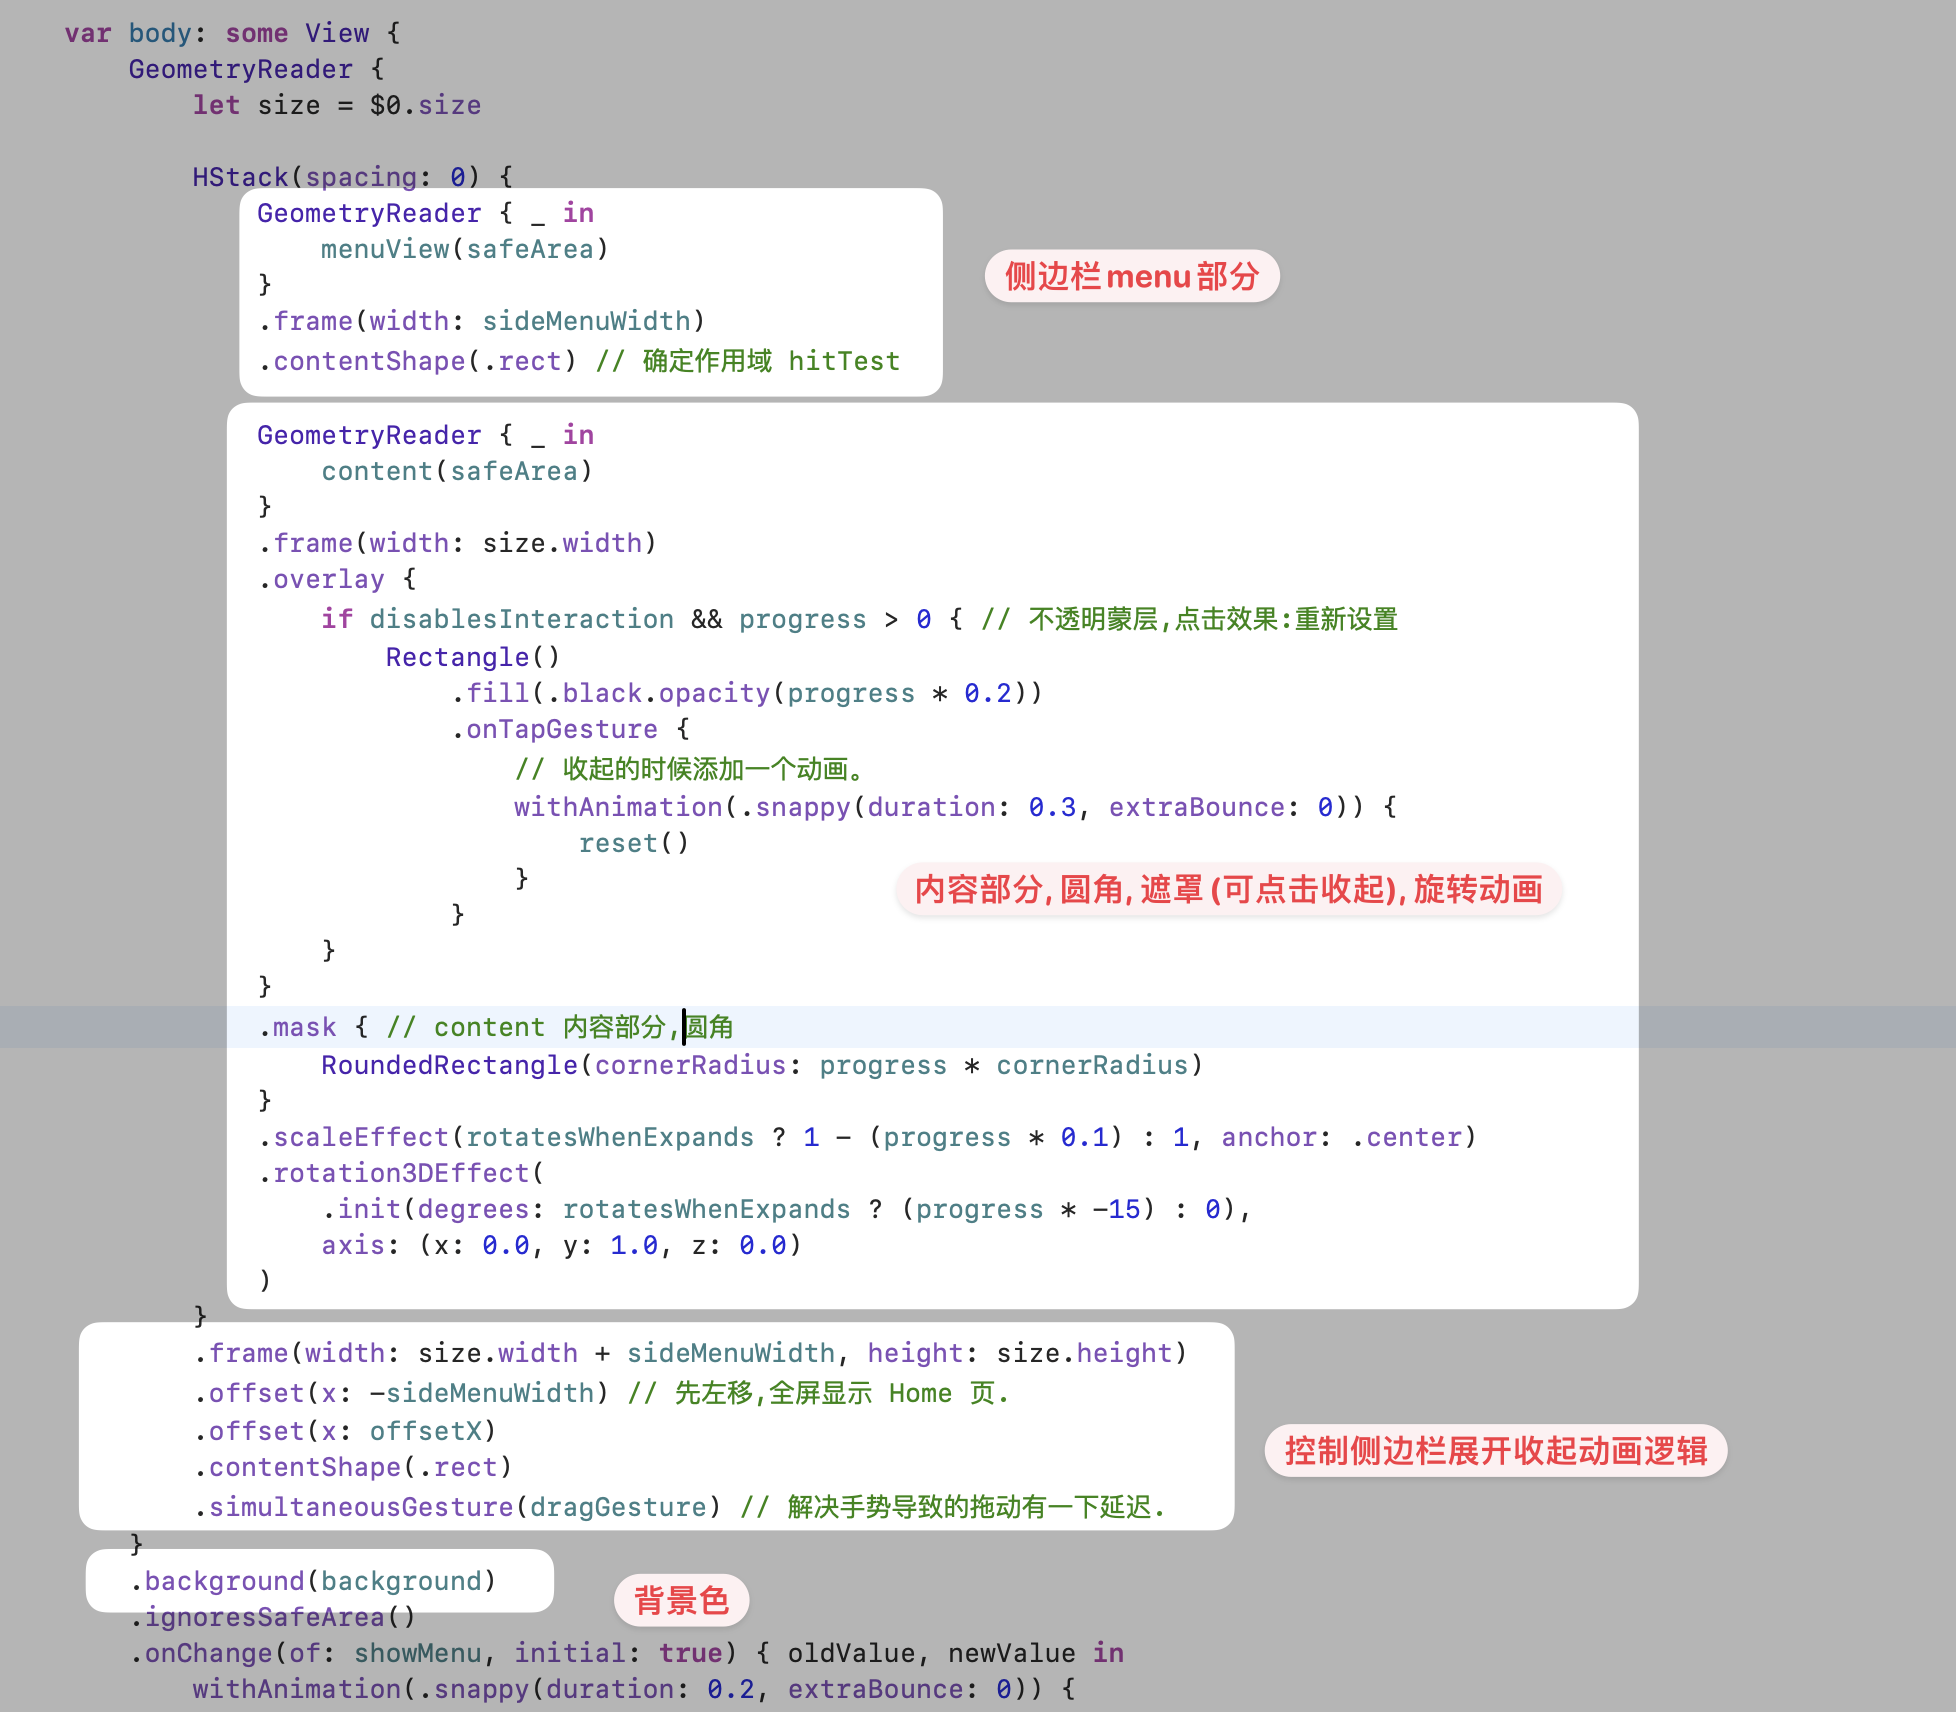 var body: some View {
GeometryReader {
let size = $0.size
HStack(spacing: 0) {
GeometryReader { _ in
menuView(safeArea)
}
.frame(width: sideMenuWidth)
.contentShape(.rect) // 确定作用域 hitTest
侧边栏menu部分
GeometryReader { _ in
content(safeArea)
}
.frame(width: size.width)
.overlay {
if disablesInteraction && progress > 0 { // 不透明蒙层,点击效果:重新设置
Rectangle()
.fill(.black.opacity(progress * 0.2))
.onTapGesture {
// 收起的时候添加一个动画。
withAnimation(.snappy(duration: 0.3, extraBounce: 0)) {
reset()
}
内容部分,圆角,遮罩(可点击收起),旋转动画
}
}
}
.mask { // content 内容部分,圆角
RoundedRectangle(cornerRadius: progress * cornerRadius)
}
.scaleEffect(rotatesWhenExpands ? 1 - (progress * 0.1) : 1, anchor: .center)
.rotation3DEffect(
.init(degrees: rotatesWhenExpands ? (progress * -15) : 0),
axis: (x: 0.0, y: 1.0, z: 0.0)
)
}
.frame(width: size.width + sideMenuWidth, height: size.height)
.offset(x: -sideMenuWidth) // 先左移,全屏显示 Home 页.
.offset(x: offsetX)
控制侧边栏展开收起动画逻辑
.contentShape(.rect)
.simultaneousGesture(dragGesture) // 解决手势导致的拖动有一下延迟.
}
.background(background)
背景色
.ignoresSafeArea()
.onChange(of: showMenu, initial: true) { oldValue, newValue in
withAnimation(.snappy(duration: 0.2, extraBounce: 0)) {